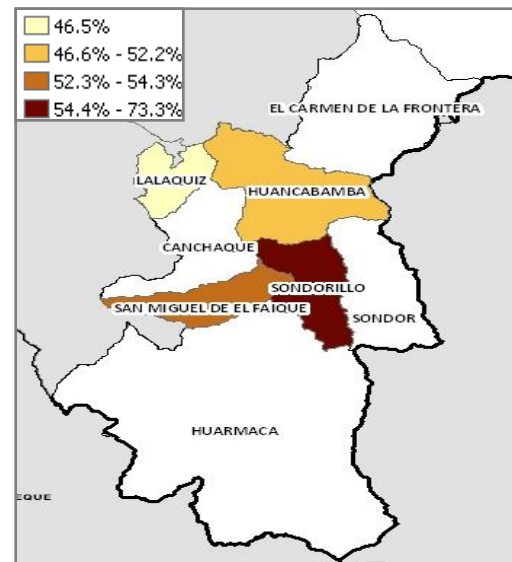 46.5%
46.6% - 52.2%
52.3% - 54.3%
54.4% - 73.3%
EL CARMEN DE LA FRONTERA
LALAQUIZ
HUANCABAMBA
CANCHAQUE
SONDORILLO
SAN MIGUEL DE EL FAIQUE
SONDOR
HUARMACA
EQUE